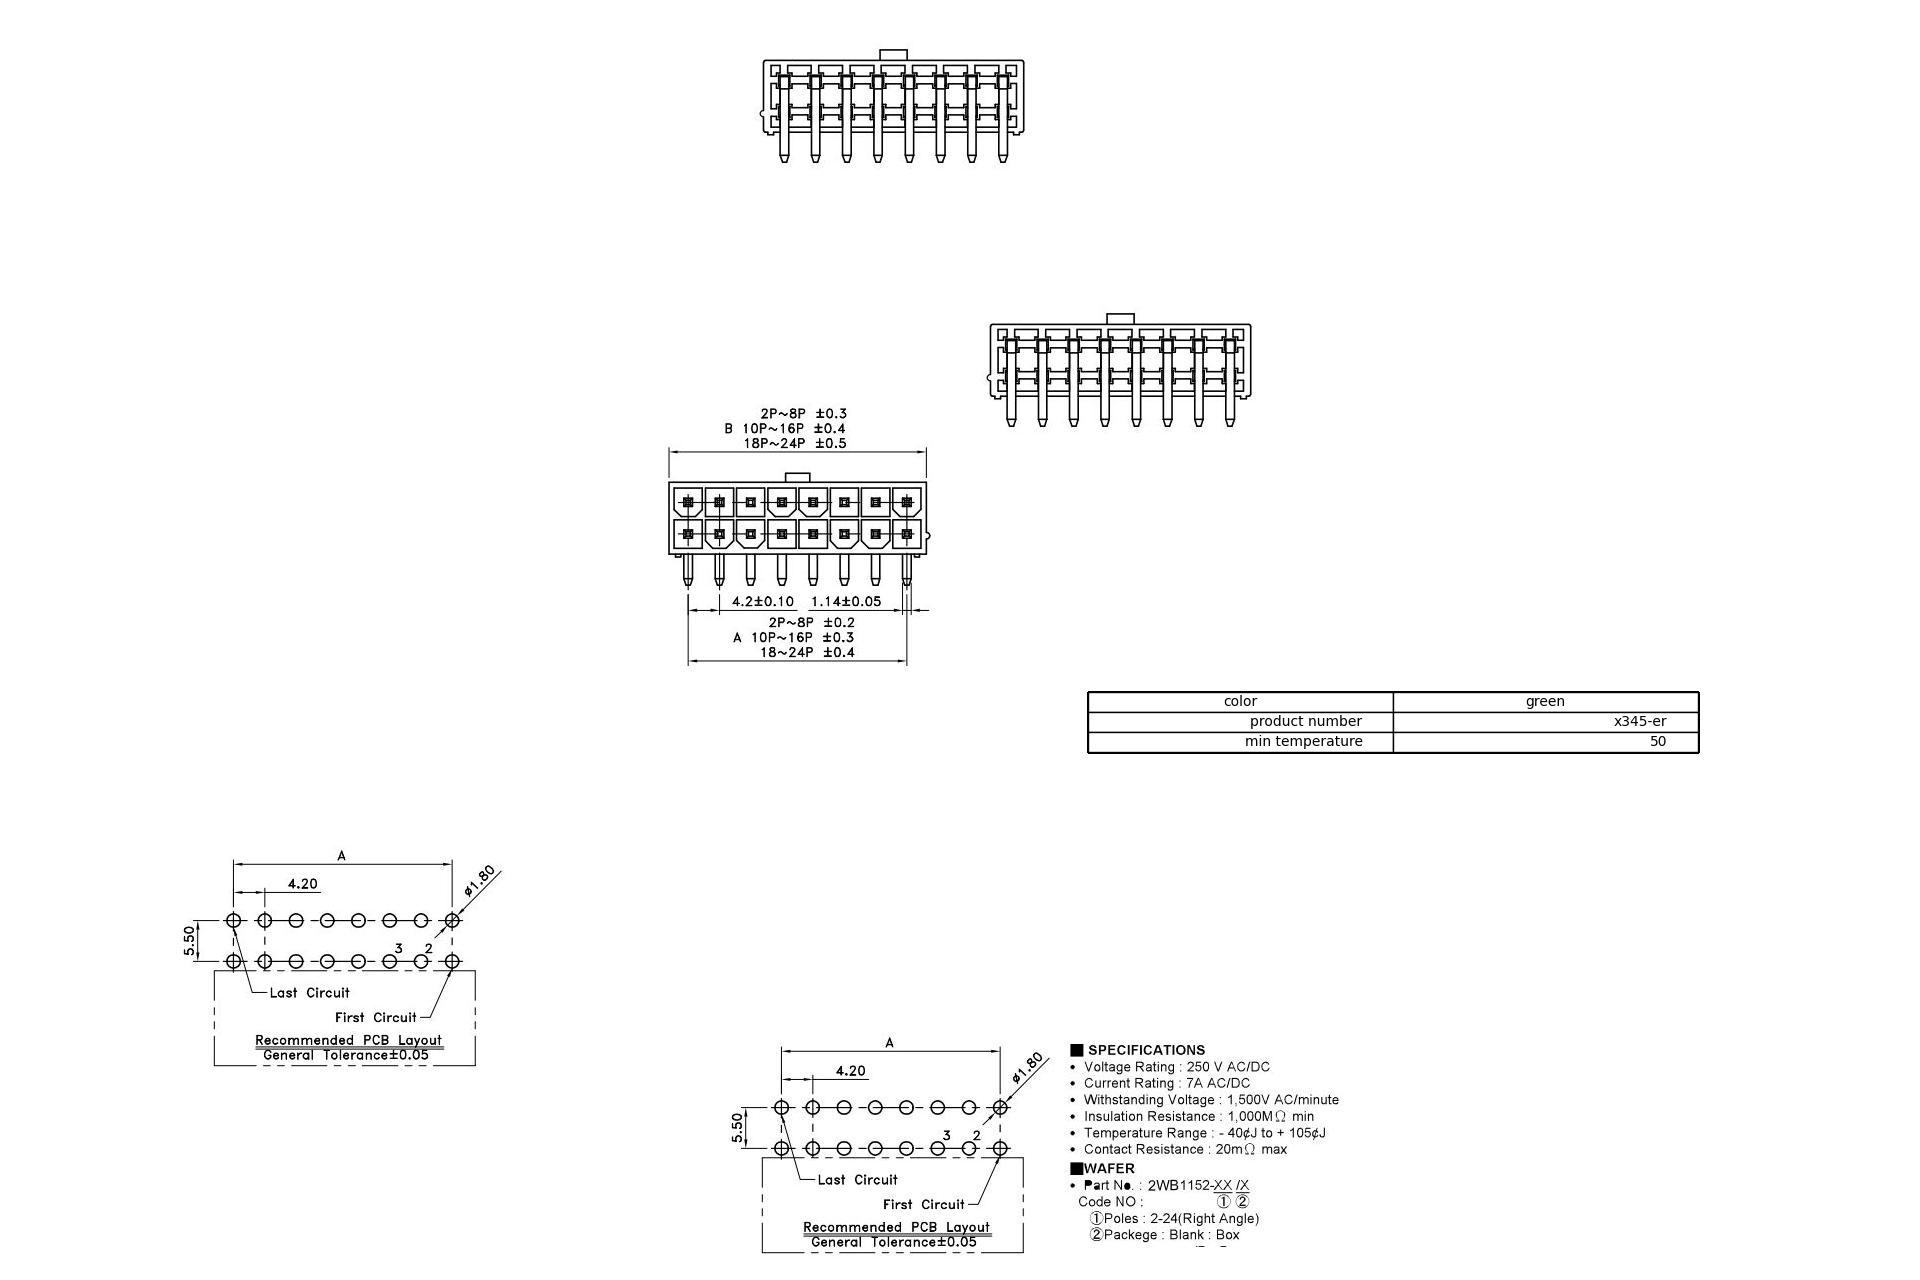 2P~8P ±0.3
B 10P~16P ±0.4
18P~24P ±0.5
4.2±0.10 1.14±0.05
2P~8P ±0.2
A 10P~16P ±0.3
18~24P ±0.4
color green
product number x345-er
min temperature 50
A
4.20
ø1.80
5.50
3 2
Last Circuit
First Circuit
Recommended PCB Layout
General Tolerance±0.05
A
4.20
ø1.80
5.50
3 2
Last Circuit
First Circuit
Recommended PCB Layout
General Tolerance±0.05
■ SPECIFICATIONS
• Voltage Rating : 250 V AC/DC
• Current Rating : 7A AC/DC
• Withstanding Voltage : 1,500V AC/minute
• Insulation Resistance : 1,000MΩ min
• Temperature Range : - 40¢J to + 105¢J
• Contact Resistance : 20mΩ max
■WAFER
• Part No. : 2WB1152-XX /X
Code NO : ① ②
①Poles : 2-24(Right Angle)
②Packege : Blank : Box